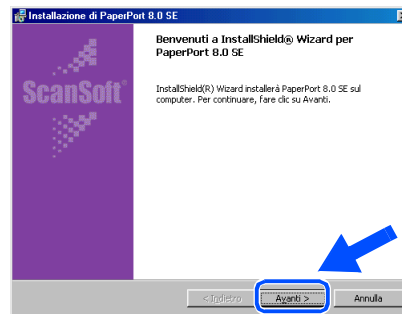 Installazione di PaperPort 8.0 SE
Benvenuti a InstallShield® Wizard per
PaperPort 8.0 SE
ScanSoft®
InstallShield(R) Wizard installerà PaperPort 8.0 SE sul
computer. Per continuare, fare clic su Avanti.
< Indietro
Avanti >
Annulla